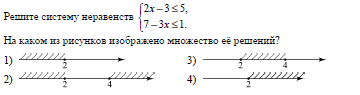 Решите систему неравенств { 2x – 3 ≤ 5,
7 – 3x ≤ 1.
На каком из рисунков изображено множество её решений?
1) 2
3) 2 4
2) 2 4
4) 2